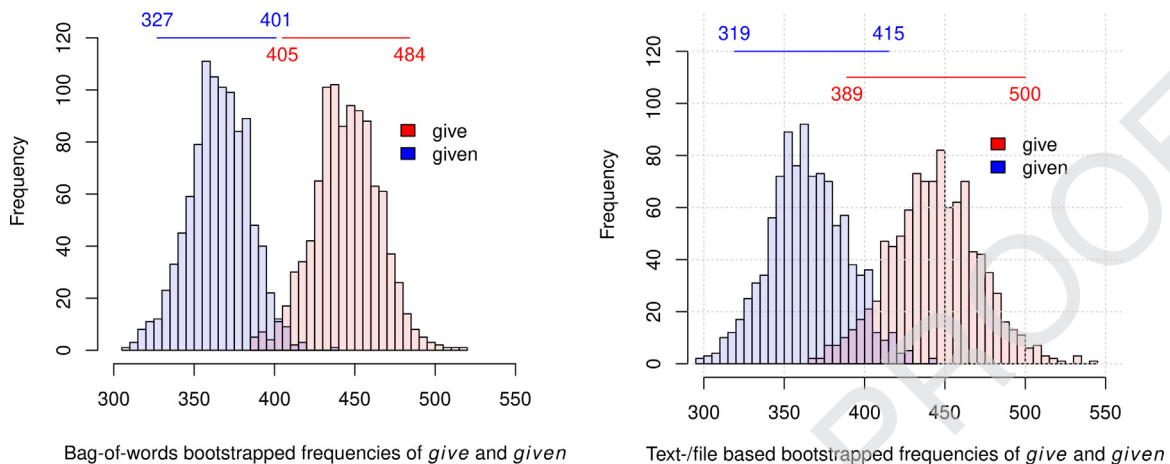 327 401
405 484
120
100
80
60
40
20
0
Frequency
give
given
300 350 400 450 500 550
Bag-of-words bootstrapped frequencies of give and given
319 415
389 500
120
100
80
60
40
20
0
Frequency
give
given
300 350 400 450 500 550
Text-/file based bootstrapped frequencies of give and given
PROOF